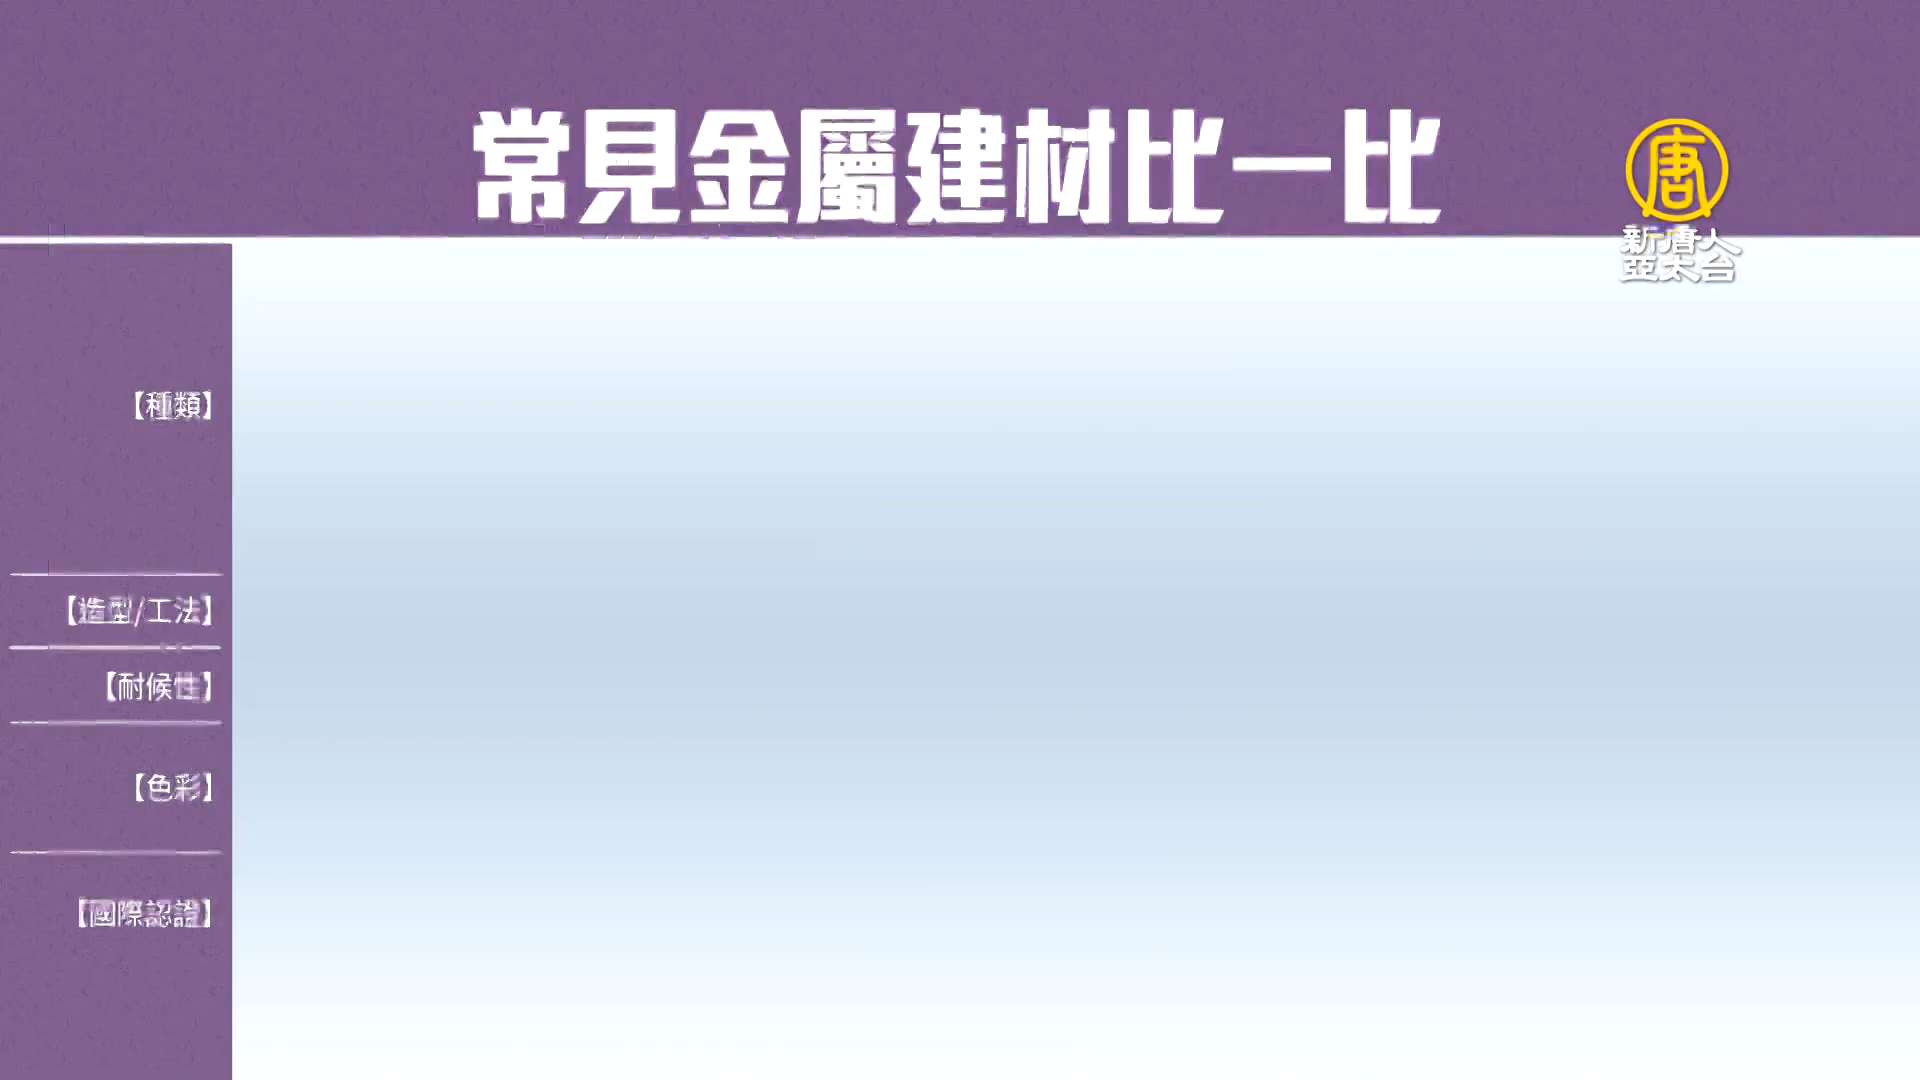 常見金屬建材比一比
唐
新唐人
亞太台
【種類】
【造型/工法】
【耐候性】
【色彩】
【國際認證】